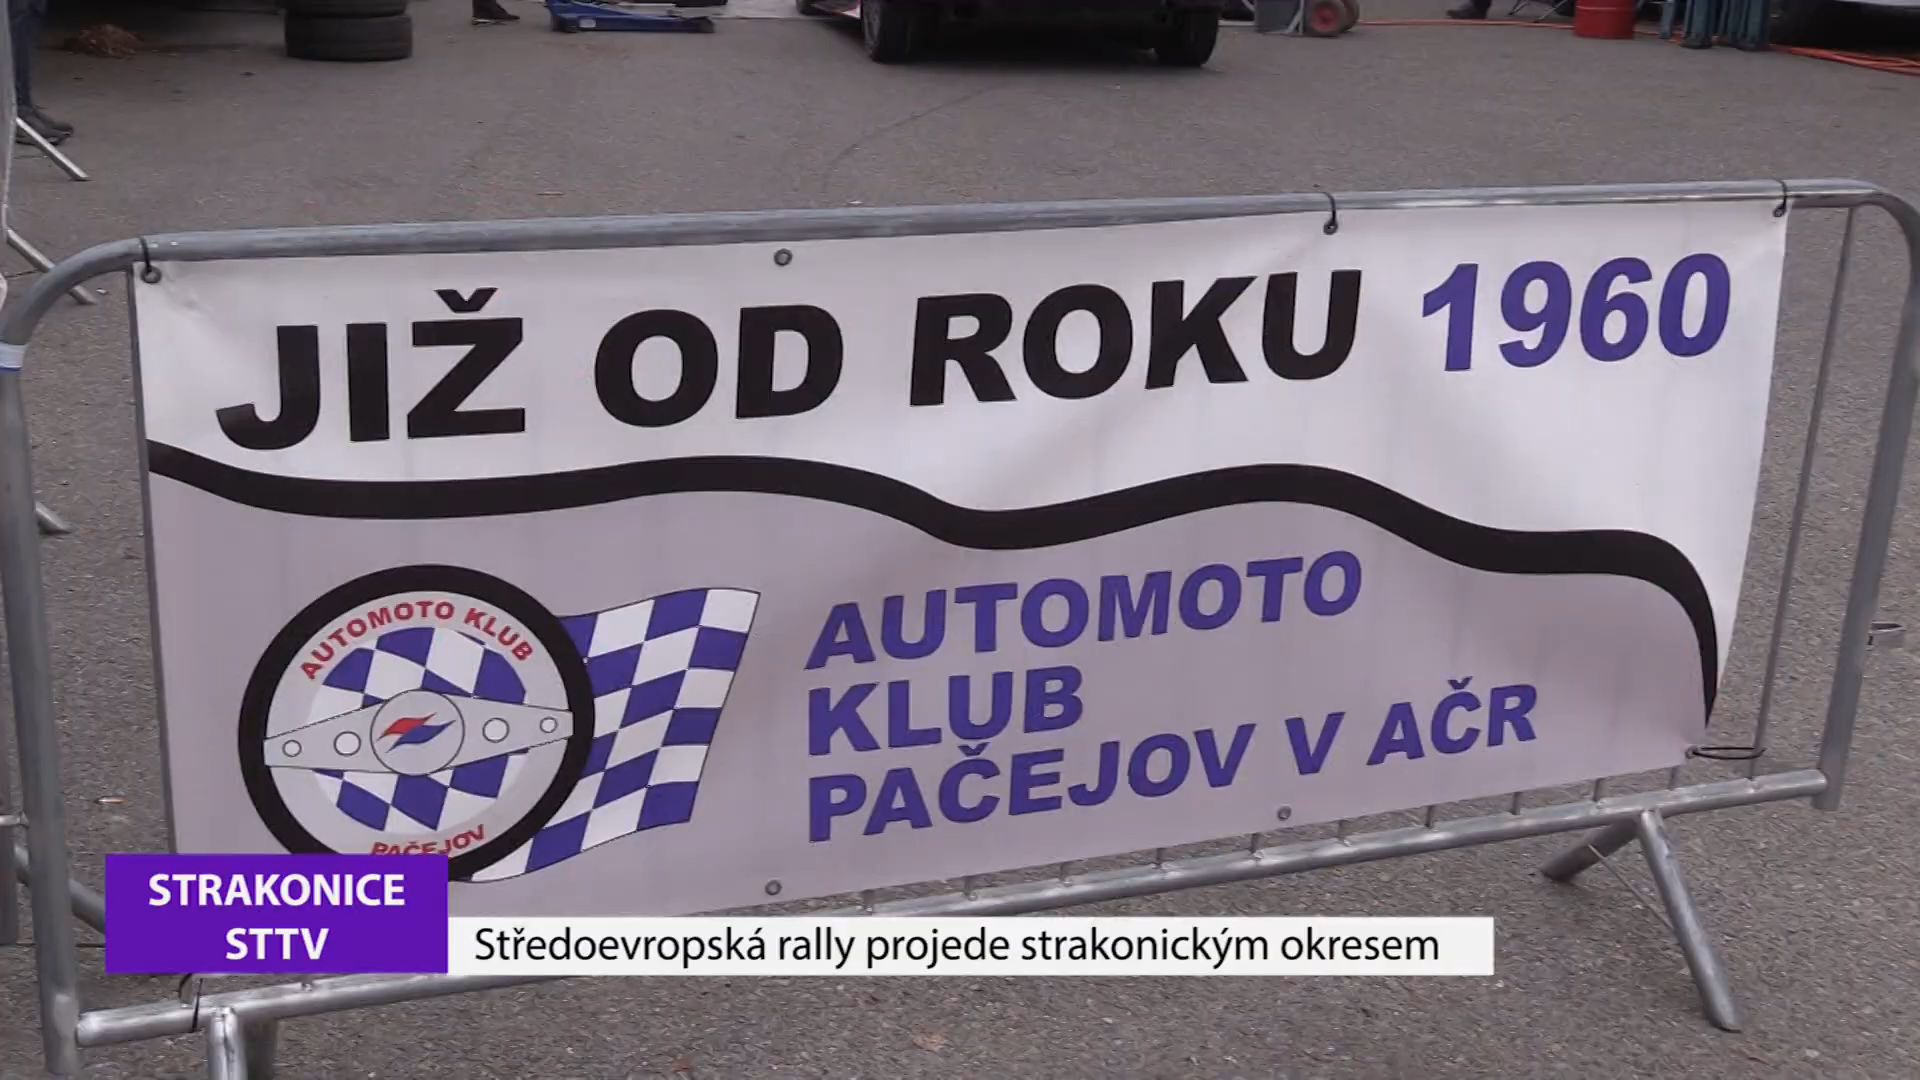 JIŽ OD ROKU 1960
AUTOMOTO KLUB
PAČEJOV
AUTOMOTO
KLUB
PAČEJOV V AČR
STRAKONICE
STTV
Středoevropská rally projede strakonickým okresem